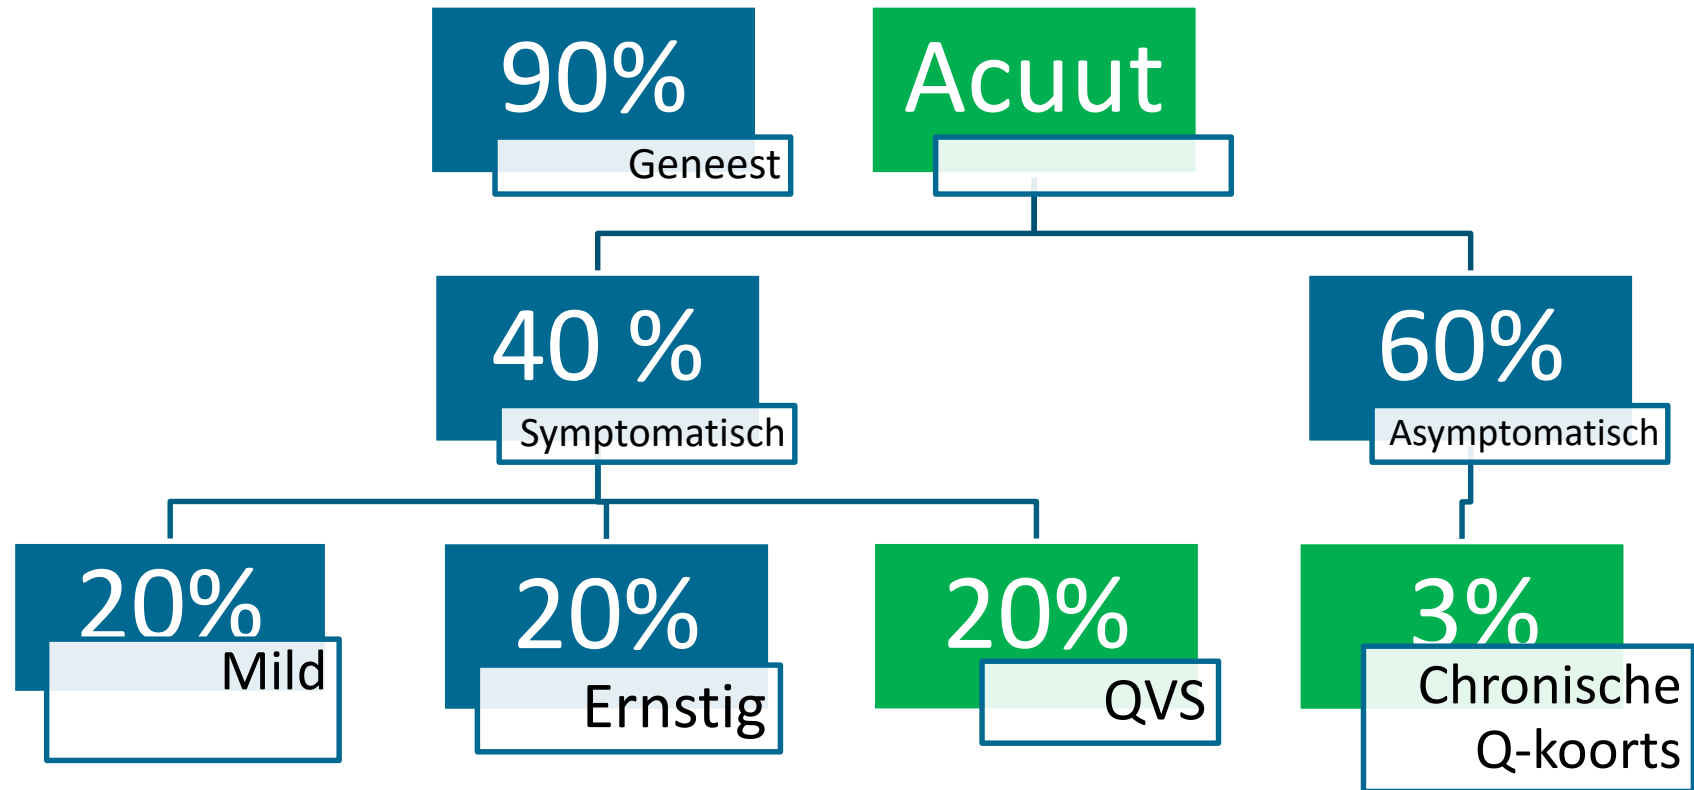 90%
Geneest
Acuut
40 %
Symptomatisch
60%
Asymptomatisch
20%
Mild
20%
Ernstig
20%
QVS
3%
Chronische
Q-koorts